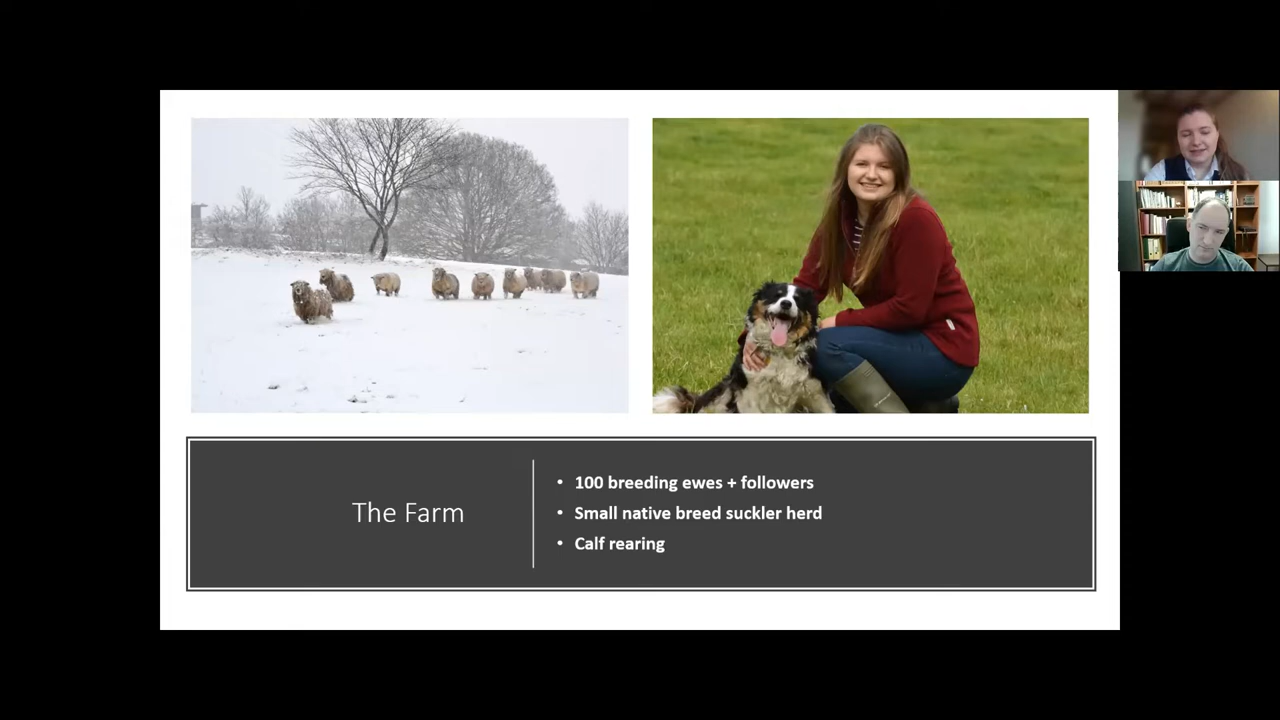 The Farm
• 100 breeding ewes + followers
• Small native breed suckler herd
• Calf rearing